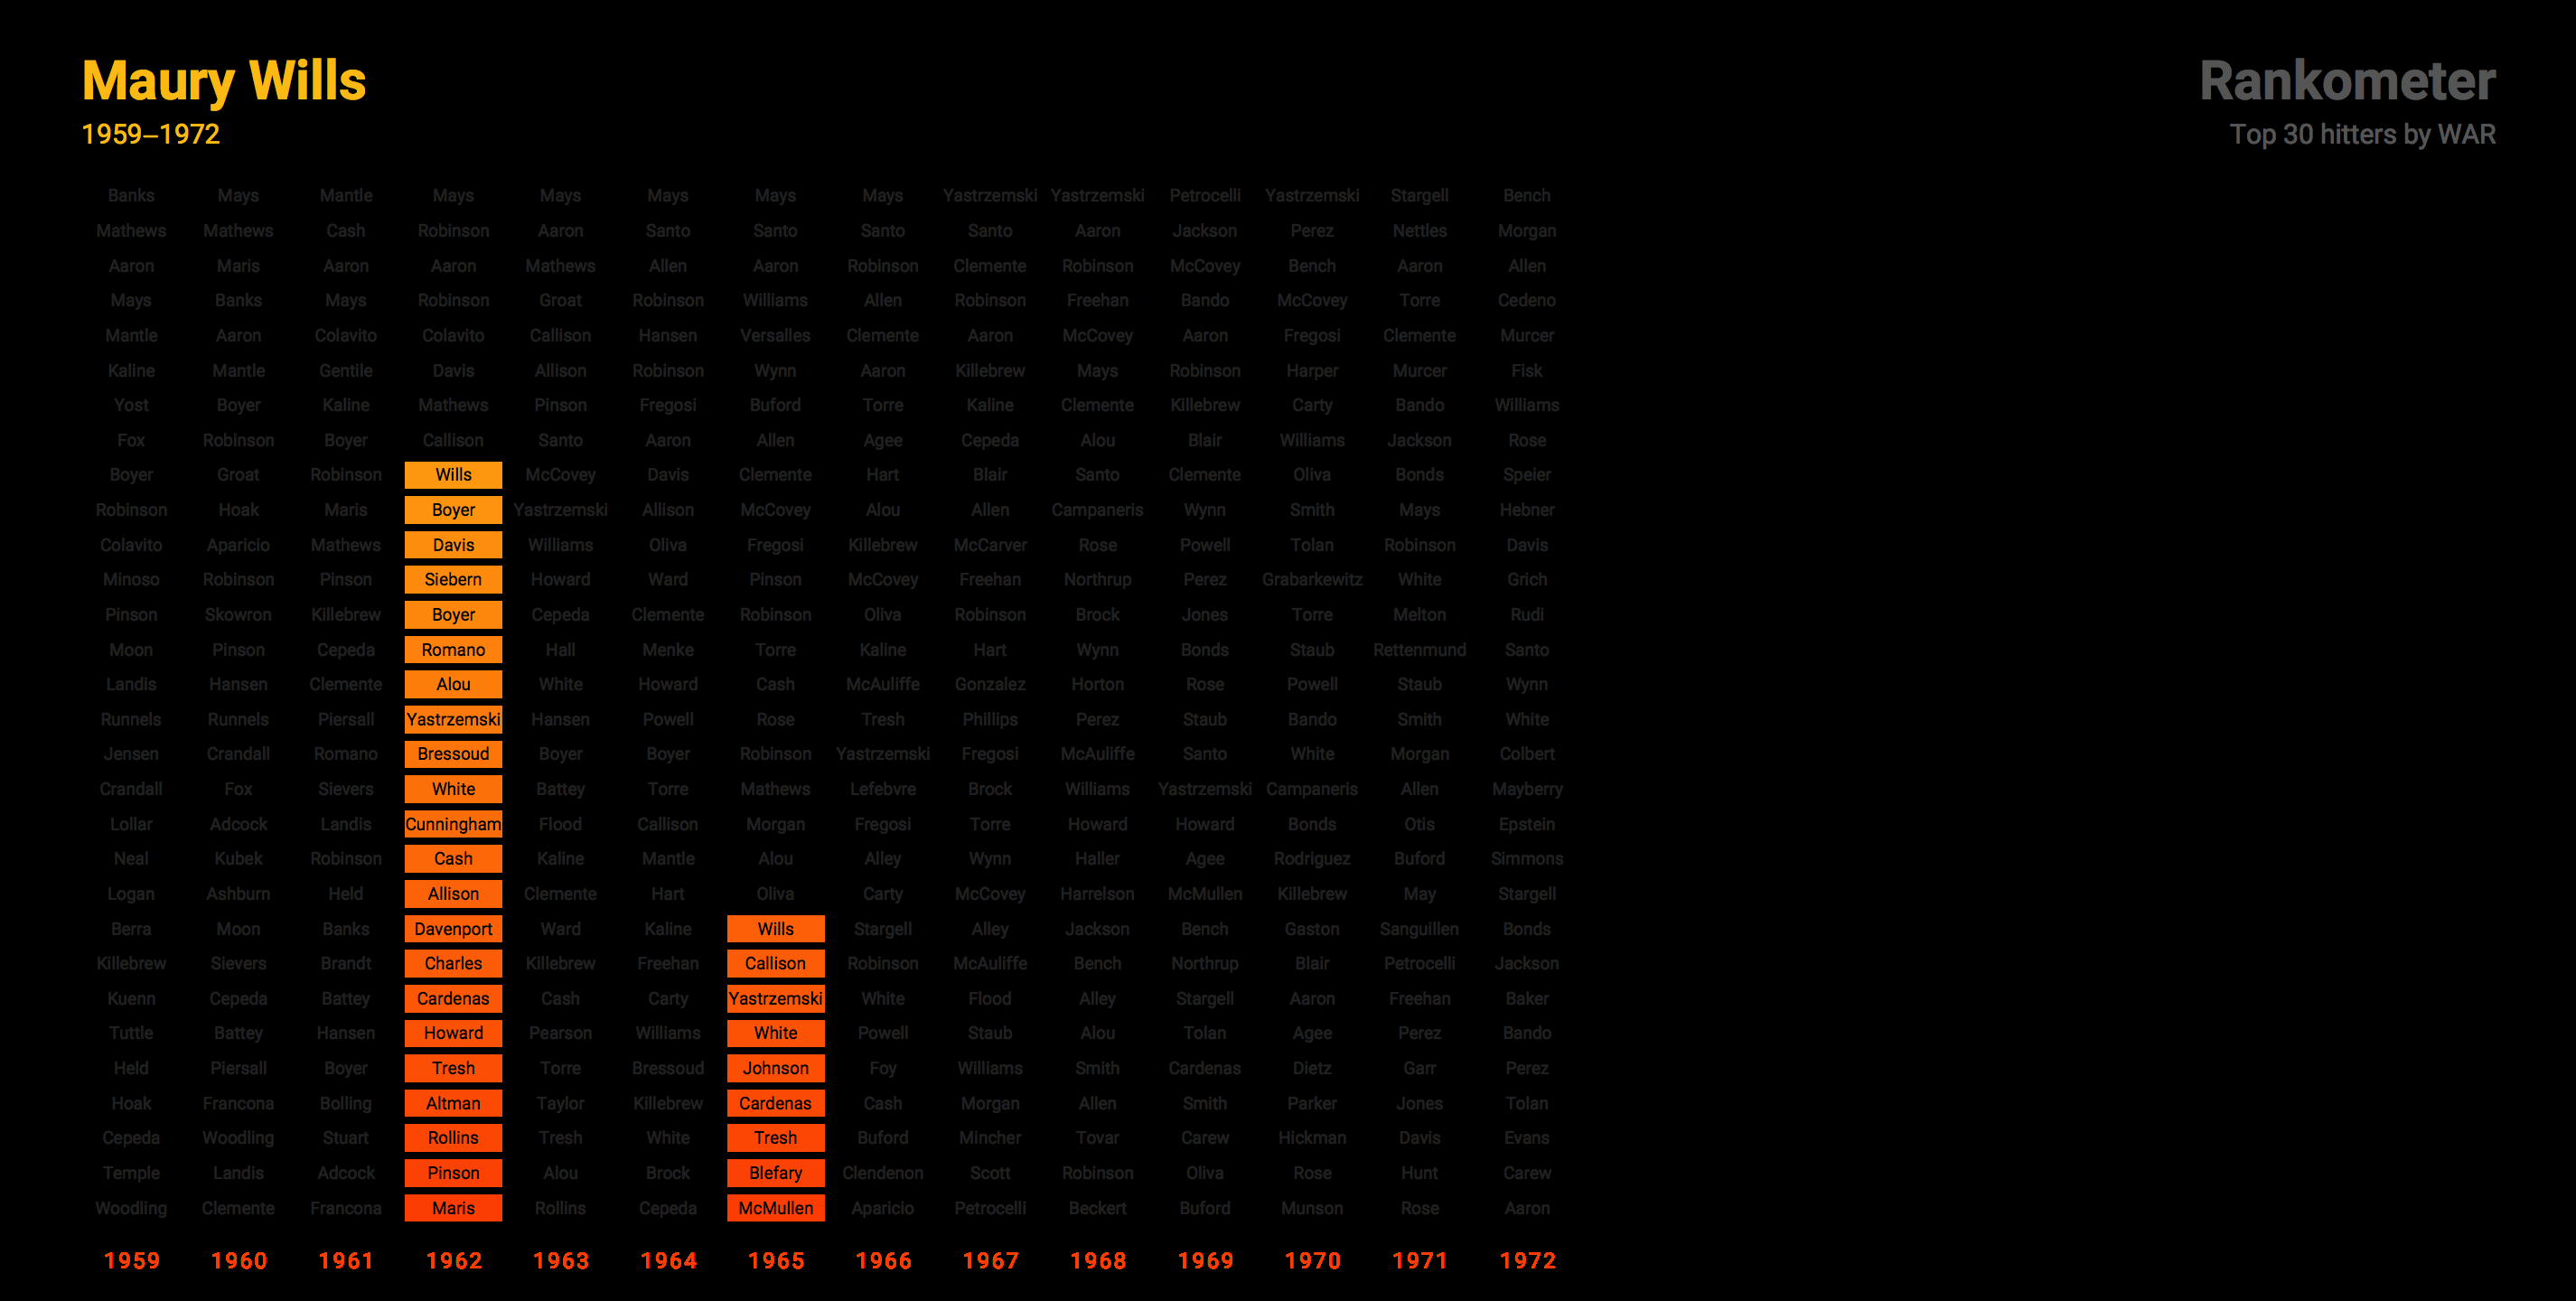 Maury Wills
1959–1972
Rankometer
Top 30 hitters by WAR
Banks Mays Mantle Mays Mays Mays Mays Mays Yastrzemski Yastrzemski Petrocelli Yastrzemski Stargell Bench
Mathews Mathews Cash Robinson Aaron Santo Santo Santo Santo Aaron Jackson Perez Nettles Morgan
Aaron Maris Aaron Aaron Mathews Allen Aaron Robinson Clemente Robinson McCovey Bench Aaron Allen
Mays Banks Mays Robinson Groat Robinson Williams Allen Robinson Freehan Bando McCovey Torre Cedeno
Mantle Aaron Colavito Colavito Callison Hansen Versalles Clemente Aaron McCovey Aaron Fregosi Clemente Murcer
Kaline Mantle Gentile Davis Allison Robinson Wynn Aaron Killebrew Mays Robinson Harper Murcer Fisk
Yost Boyer Kaline Mathews Pinson Fregosi Buford Torre Kaline Clemente Killebrew Carty Bando Williams
Fox Robinson Boyer Callison Santo Aaron Allen Agee Cepeda Alou Blair Williams Jackson Rose
Boyer Groat Robinson Wills McCovey Davis Clemente Hart Blair Santo Clemente Oliva Bonds Speier
Robinson Hoak Maris Boyer Yastrzemski Allison McCovey Alou Allen Campaneris Wynn Smith Mays Hebner
Colavito Aparicio Mathews Davis Williams Oliva Fregosi Killebrew McCarver Rose Powell Tolan Robinson Davis
Minoso Robinson Pinson Siebern Howard Ward Pinson McCovey Freehan Northrup Perez Grabarkewitz White Grich
Pinson Skowron Killebrew Boyer Cepeda Clemente Robinson Oliva Robinson Brock Jones Torre Melton Rudi
Moon Pinson Cepeda Romano Hall Menke Torre Kaline Hart Wynn Bonds Staub Rettenmund Santo
Landis Hansen Clemente Alou White Howard Cash McAuliffe Gonzalez Horton Rose Powell Staub Wynn
Runnels Runnels Piersall Yastrzemski Hansen Powell Rose Tresh Phillips Perez Staub Bando Smith White
Jensen Crandall Romano Bressoud Boyer Boyer Robinson Yastrzemski Fregosi McAuliffe Santo White Morgan Colbert
Crandall Fox Sievers White Battey Torre Mathews Lefebvre Brock Williams Yastrzemski Campaneris Allen Mayberry
Lollar Adcock Landis Cunningham Flood Callison Morgan Fregosi Torre Howard Howard Bonds Otis Epstein
Neal Kubek Robinson Cash Kaline Mantle Alou Alley Wynn Haller Agee Rodriguez Buford Simmons
Logan Ashburn Held Allison Clemente Hart Oliva Carty McCovey Harrelson McMullen Killebrew May Stargell
Berra Moon Banks Davenport Ward Kaline Wills Stargell Alley Jackson Bench Gaston Sanguillen Bonds
Killebrew Sievers Brandt Charles Killebrew Freehan Callison Robinson McAuliffe Bench Northrup Blair Petrocelli Jackson
Kuenn Cepeda Battey Cardenas Cash Carty Yastrzemski White Flood Alley Stargell Aaron Freehan Baker
Tuttle Battey Hansen Howard Pearson Williams White Powell Staub Alou Tolan Agee Perez Bando
Held Piersall Boyer Tresh Torre Bressoud Johnson Foy Williams Smith Cardenas Dietz Garr Perez
Hoak Francona Bolling Altman Taylor Killebrew Cardenas Cash Morgan Allen Smith Parker Jones Tolan
Cepeda Woodling Stuart Rollins Tresh White Tresh Buford Mincher Tovar Carew Hickman Davis Evans
Temple Landis Adcock Pinson Alou Brock Blefary Clendenon Scott Robinson Oliva Rose Hunt Carew
Woodling Clemente Francona Maris Rollins Cepeda McMullen Aparicio Petrocelli Beckert Buford Munson Rose Aaron
1959 1960 1961 1962 1963 1964 1965 1966 1967 1968 1969 1970 1971 1972